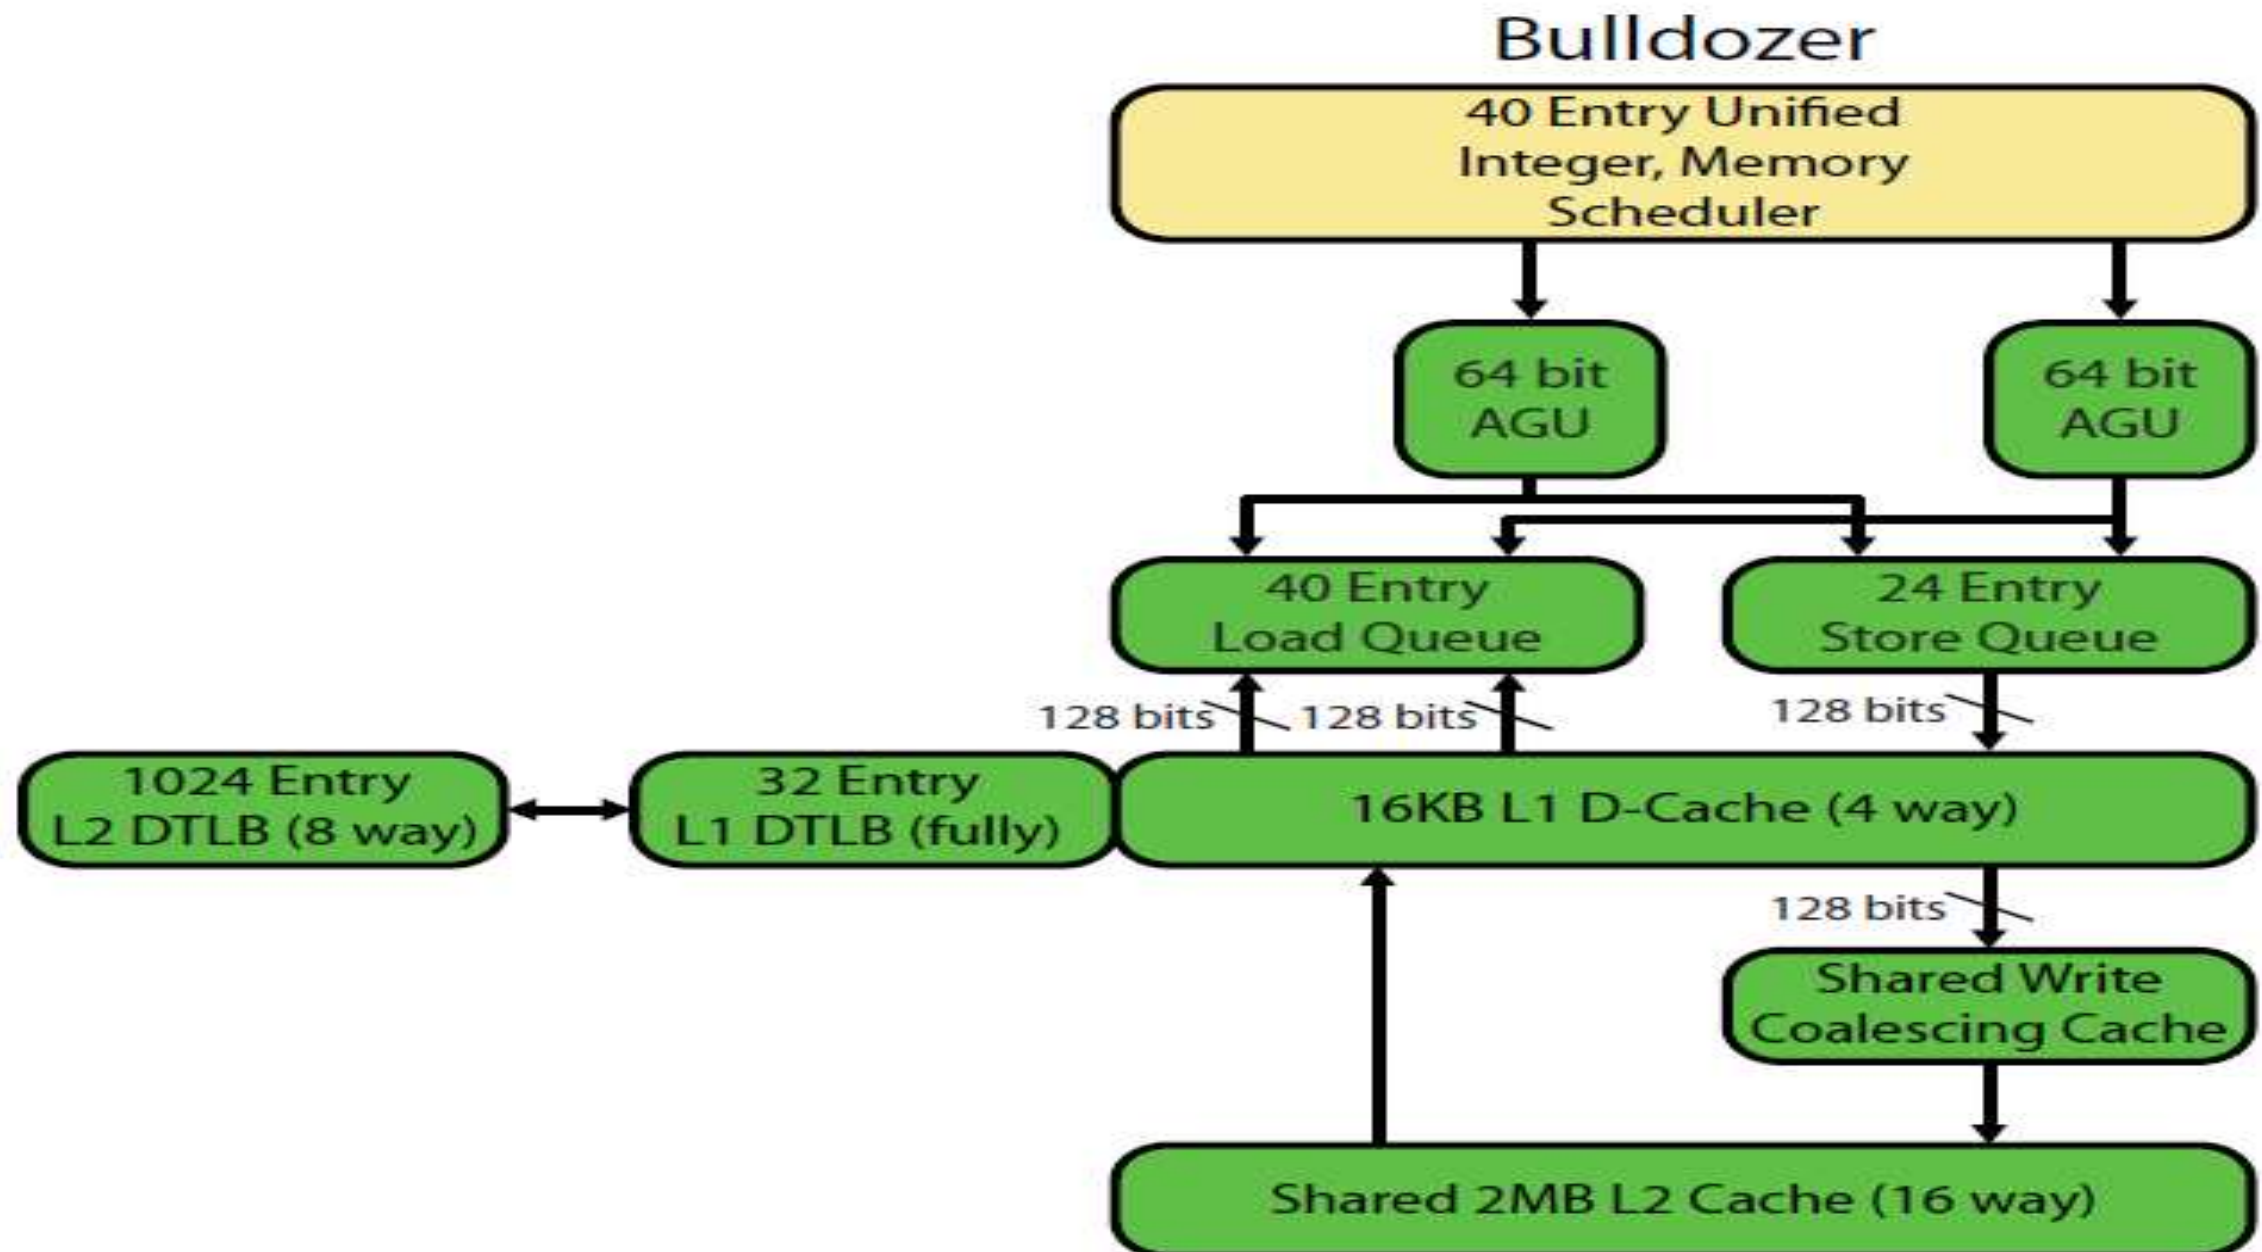 Bulldozer
40 Entry Unified
Integer, Memory
Scheduler
64 bit
AGU
64 bit
AGU
40 Entry
Load Queue
24 Entry
Store Queue
128 bits
128 bits
128 bits
1024 Entry
L2 DTLB (8 way)
32 Entry
L1 DTLB (fully)
16KB L1 D-Cache (4 way)
128 bits
Shared Write
Coalescing Cache
Shared 2MB L2 Cache (16 way)